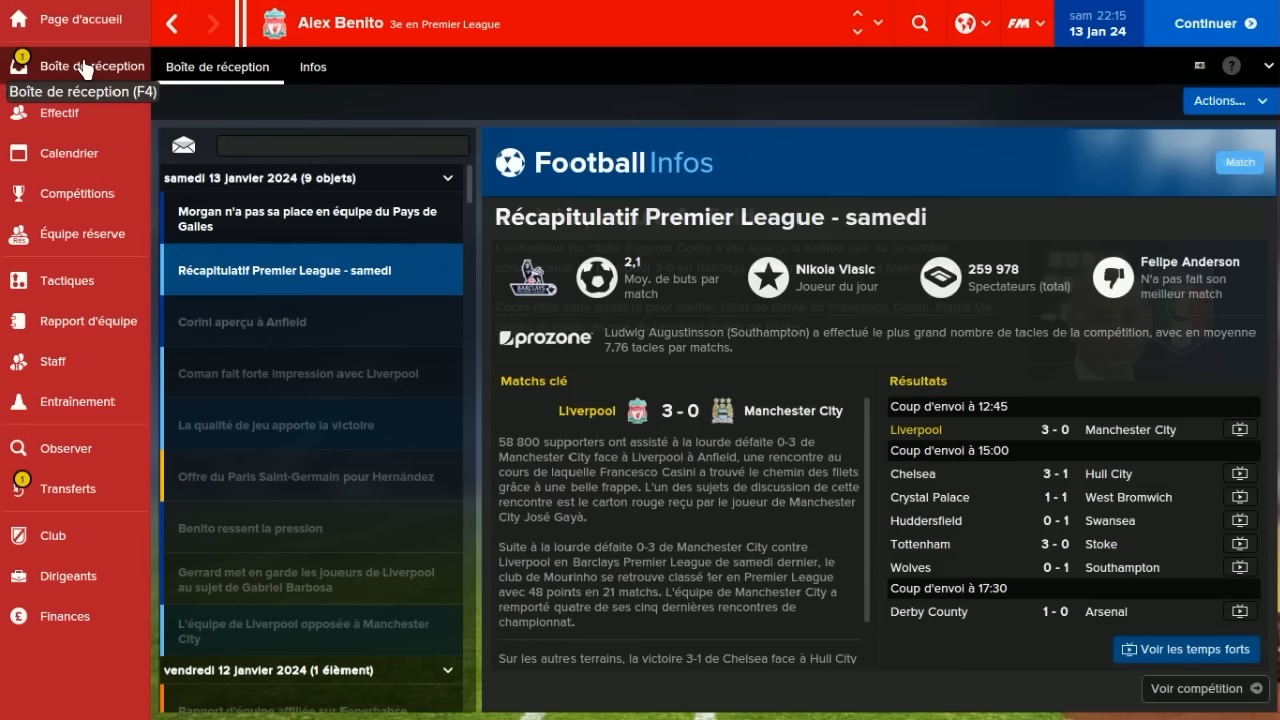 Page d'accueil
1
Boîte de réception
Boîte de réception (F4)
Effectif
Calendrier
Compétitions
Res
Équipe réserve
Tactiques
Rapport d'équipe
Staff
Entraînement
Observer
1
Transferts
Club
Dirigeants
Finances
Alex Benito 3e en Premier League
FM
sam 22:15
13 jan 24
Continuer
Boîte de réception
Infos
?
Actions...
samedi 13 janvier 2024 (9 objets)
Morgan n'a pas sa place en équipe du Pays de
Galles
Récapitulatif Premier League - samedi
Corini aperçu à Anfield
Coman fait forte impression avec Liverpool
La qualité de jeu apporte la victoire
Offre du Paris Saint-Germain pour Hernández
Benito ressent la pression
Gerrard met en garde les joueurs de Liverpool
au sujet de Gabriel Barbosa
L'équipe de Liverpool opposée à Manchester
City
vendredi 12 janvier 2024 (1 élément)
Rapport d'équipe affiliée sur Fenerbahçe
Football Infos
Match
Récapitulatif Premier League - samedi
BARCLAYS
2,1
Moy. de buts par
match
Nikola Vlasic
Joueur du jour
259 978
Spectateurs (total)
Felipe Anderson
N'a pas fait son
meilleur match
prozone
Ludwig Augustinsson (Southampton) a effectué le plus grand nombre de tacles de la compétition, avec en moyenne
7.76 tacles par matchs.
Matchs clé
Liverpool 3 - 0 Manchester City
58 800 supporters ont assisté à la lourde défaite 0-3 de
Manchester City face à Liverpool à Anfield, une rencontre au
cours de laquelle Francesco Casini a trouvé le chemin des filets
grâce à une belle frappe. L'un des sujets de discussion de cette
rencontre est le carton rouge reçu par le joueur de Manchester
City José Gayà.
Suite à la lourde défaite 0-3 de Manchester City contre
Liverpool en Barclays Premier League de samedi dernier, le
club de Mourinho se retrouve classé 1er en Premier League
avec 48 points en 21 matchs. L'équipe de Manchester City a
remporté quatre de ses cinq dernières rencontres de
championnat.
Sur les autres terrains, la victoire 3-1 de Chelsea face à Hull City
Résultats
Coup d'envoi à 12:45
Liverpool 3 - 0 Manchester City
Coup d'envoi à 15:00
Chelsea 3 - 1 Hull City
Crystal Palace 1 - 1 West Bromwich
Huddersfield 0 - 1 Swansea
Tottenham 3 - 0 Stoke
Wolves 0 - 1 Southampton
Coup d'envoi à 17:30
Derby County 1 - 0 Arsenal
Voir les temps forts
Voir compétition